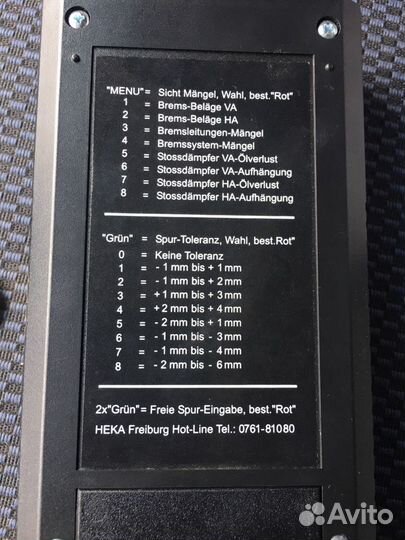 "MENU"= Sicht Mängel, Wahl, best."Rot"
1 = Brems-Beläge VA
2 = Brems-Beläge HA
3 = Bremsleitungen-Mängel
4 = Bremssystem-Mängel
5 = Stossdämpfer VA-Ölverlust
6 = Stossdämpfer VA-Aufhängung
7 = Stossdämpfer HA-Ölverlust
8 = Stossdämpfer HA-Aufhängung
"Grün" = Spur-Toleranz, Wahl, best.Rot"
0 = Keine Toleranz
1 = - 1 mm bis + 1 mm
2 = - 1 mm bis + 2 mm
3 = +1 mm bis + 3 mm
4 = +2 mm bis + 4 mm
5 = - 2 mm bis + 1 mm
6 = - 1 mm bis - 3 mm
7 = - 1 mm bis - 4 mm
8 = - 2 mm bis - 6 mm
2x"Grün"= Freie Spur-Eingabe, best."Rot"
HEKA Freiburg Hot-Line Tel.: 0761-81080
Avito